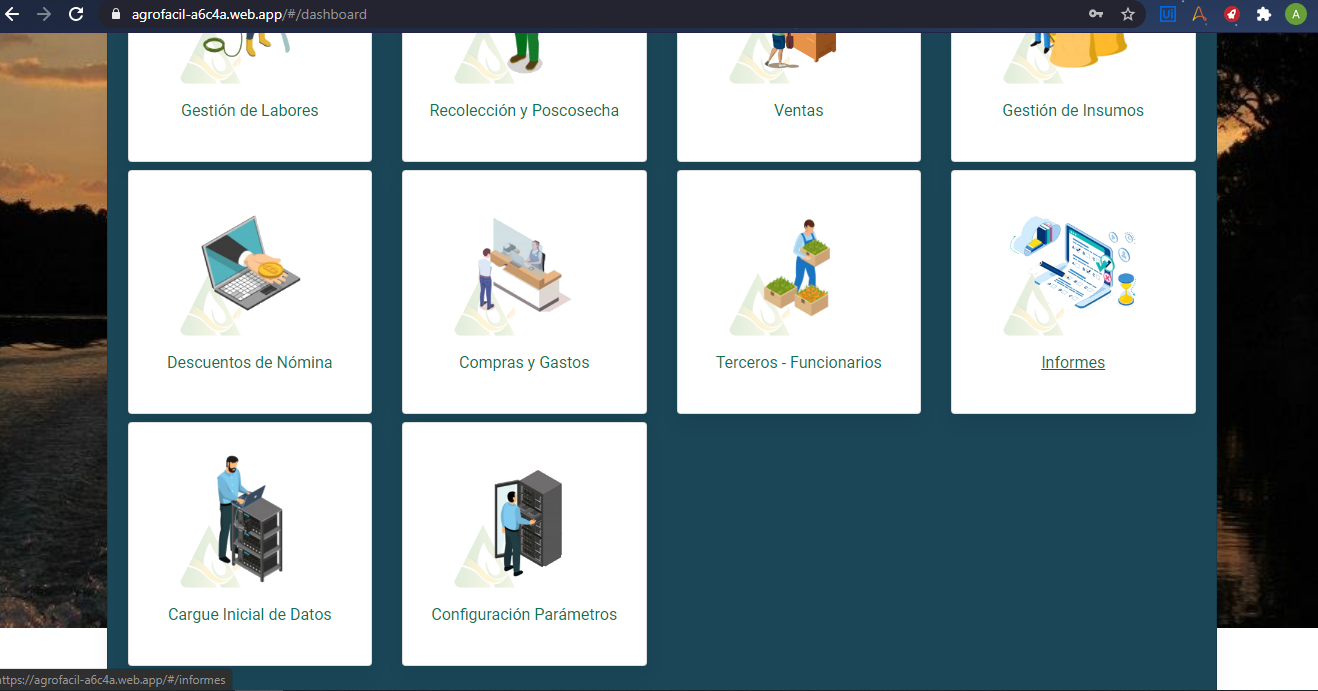 agrofacil-a6c4a.web.app/#/dashboard
Gestión de Labores
Recolección y Poscosecha
Ventas
Gestión de Insumos
Descuentos de Nómina
Compras y Gastos
Terceros - Funcionarios
Informes
Cargue Inicial de Datos
Configuración Parámetros
https://agrofacil-a6c4a.web.app/#/informes
Ui
A